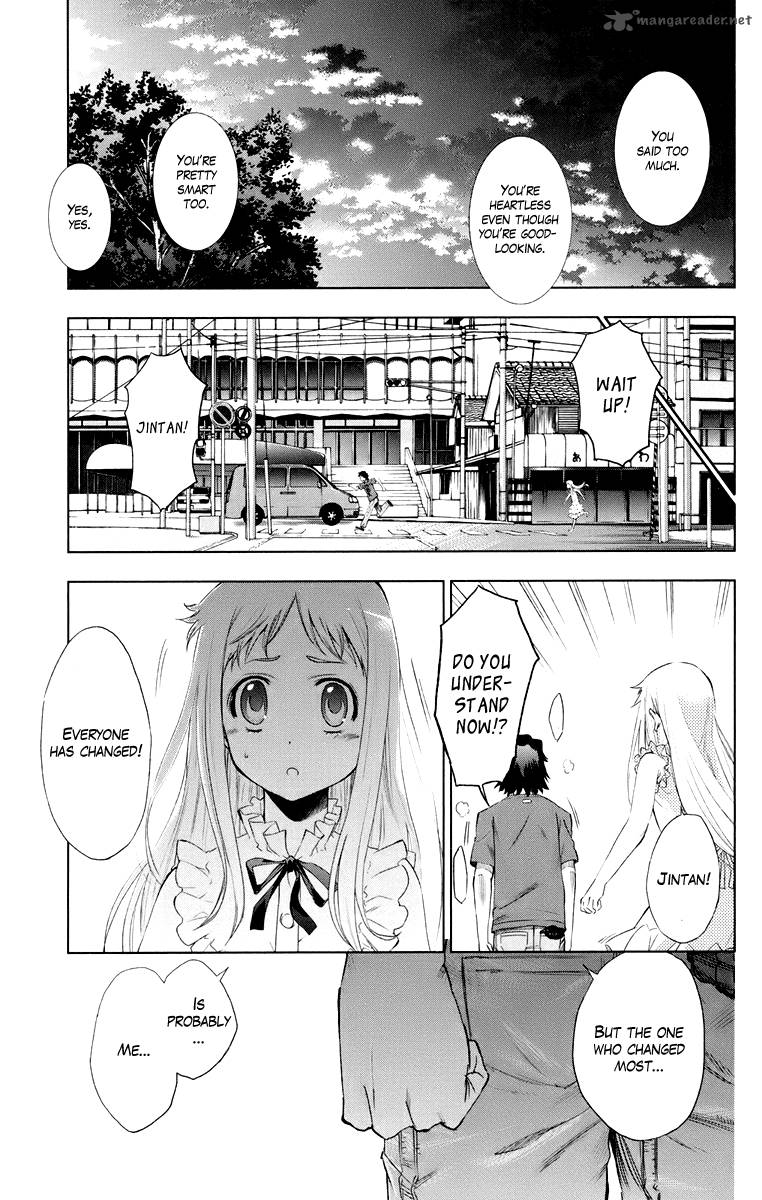 mangareader.net
YOU
SAID TOO
MUCH.
YOU'RE
HEARTLESS
EVEN THOUGH
YOU'RE GOOD-
LOOKING.
YOU'RE
PRETTY
SMART
TOO.
YES,
YES.
WAIT
UP!
JINTAN!
あわ
DO YOU
UNDER-
STAND
NOW!?
JINTAN!
EVERYONE
HAS CHANGED!
BUT THE ONE
WHO CHANGED
MOST...
IS
PROBABLY
...
ME...